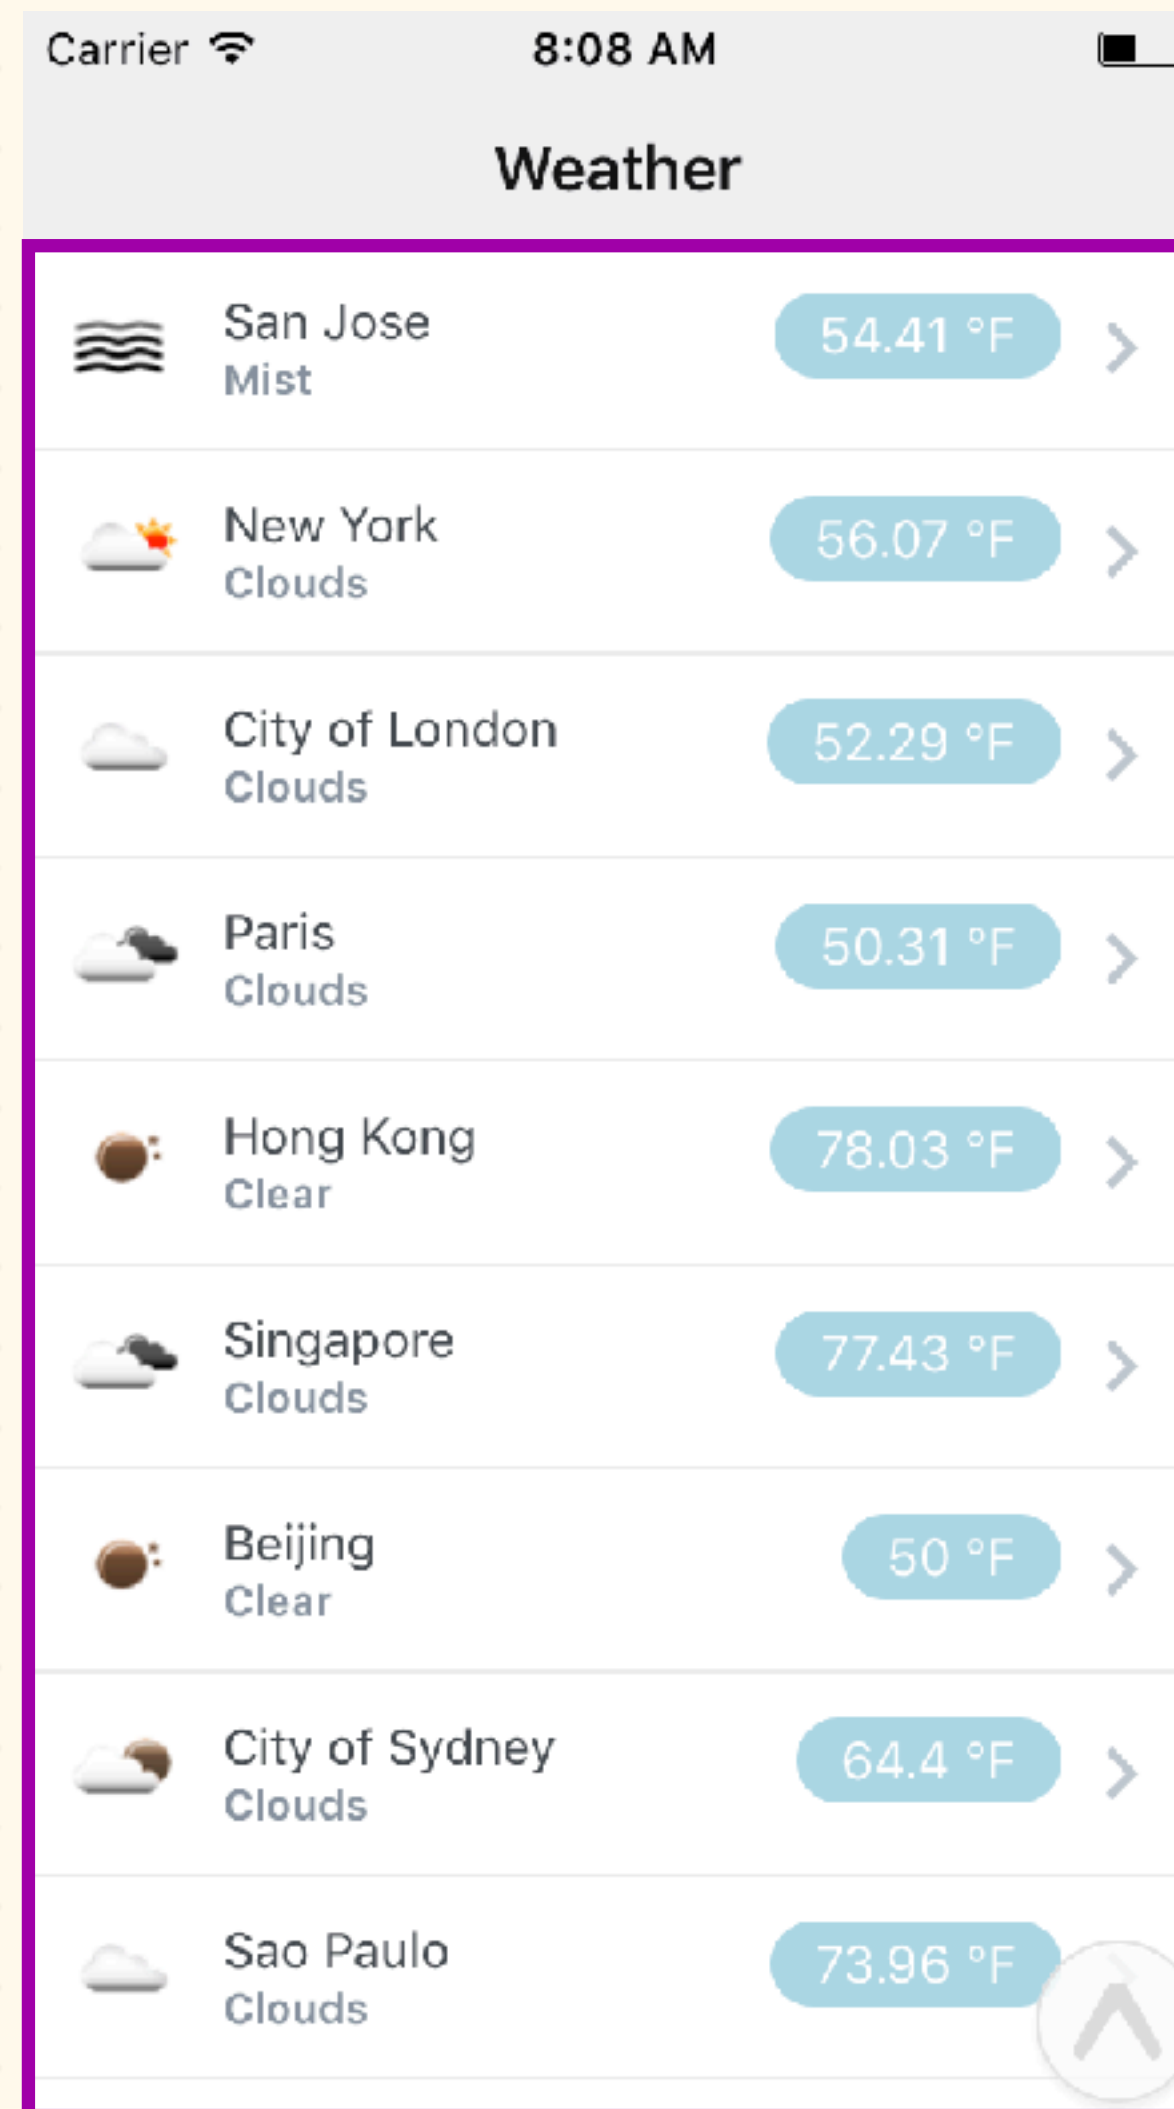 Carrier 8:08 AM
Weather
San Jose 54.41 °F
Mist
New York 56.07 °F
Clouds
City of London 52.29 °F
Clouds
Paris 50.31 °F
Clouds
Hong Kong 78.03 °F
Clear
Singapore 77.43 °F
Clouds
Beijing 50 °F
Clear
City of Sydney 64.4 °F
Clouds
Sao Paulo 73.96 °F
Clouds